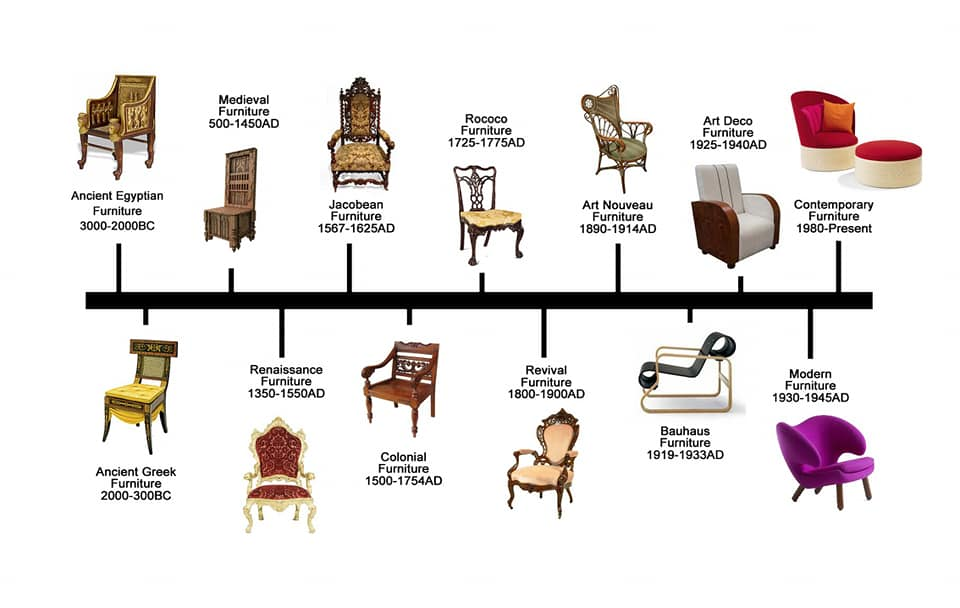 Ancient Egyptian
Furniture
3000-2000BC
Medieval
Furniture
500-1450AD
Jacobean
Furniture
1567-1625AD
Rococo
Furniture
1725-1775AD
Art Nouveau
Furniture
1890-1914AD
Art Deco
Furniture
1925-1940AD
Contemporary
Furniture
1980-Present
Ancient Greek
Furniture
2000-300BC
Renaissance
Furniture
1350-1550AD
Colonial
Furniture
1500-1754AD
Revival
Furniture
1800-1900AD
Bauhaus
Furniture
1919-1933AD
Modern
Furniture
1930-1945AD